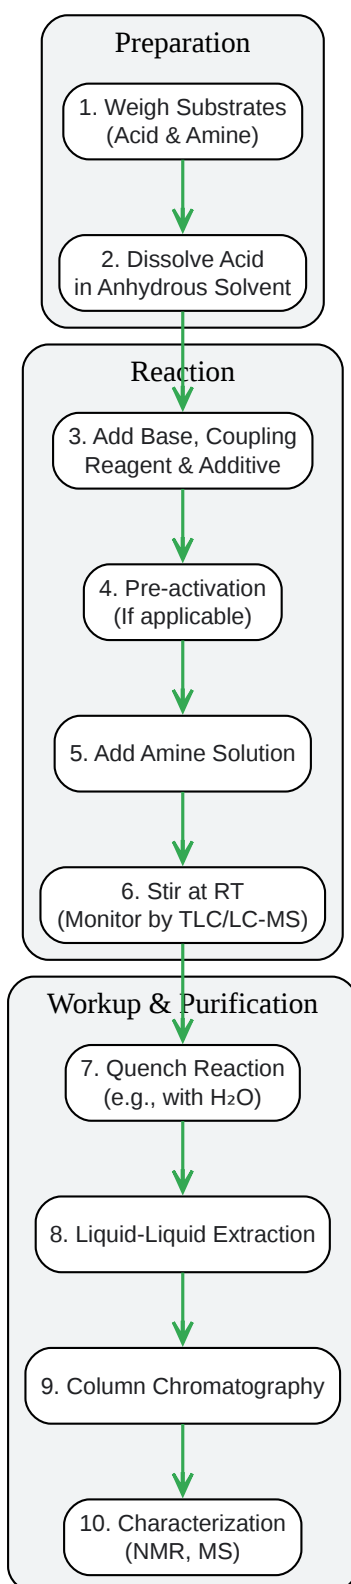 Preparation
1. Weigh Substrates
(Acid & Amine)
2. Dissolve Acid
in Anhydrous Solvent
Reaction
3. Add Base, Coupling
Reagent & Additive
4. Pre-activation
(If applicable)
5. Add Amine Solution
6. Stir at RT
(Monitor by TLC/LC-MS)
Workup & Purification
7. Quench Reaction
(e.g., with H₂O)
8. Liquid-Liquid Extraction
9. Column Chromatography
10. Characterization
(NMR, MS)